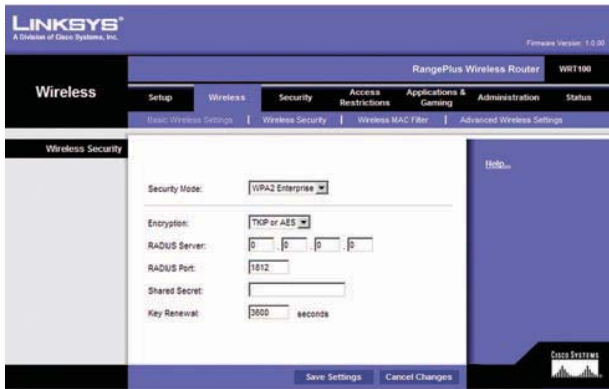 LINKSYS®
A Division of Cisco Systems, Inc.
Firmware Version: 1.0.00
RangePlus Wireless Router WRT100
Wireless
Setup Wireless Security Access Restrictions Applications & Gaming Administration Status
Basic Wireless Settings | Wireless Security | Wireless MAC Filter | Advanced Wireless Settings
Wireless Security
Help...
Security Mode: WPA2 Enterprise
Encryption: TKIP or AES
RADIUS Server: 0 . 0 . 0 . 0
RADIUS Port: 1812
Shared Secret:
Key Renewal: 3600 seconds
Save Settings Cancel Changes
CISCO SYSTEMS